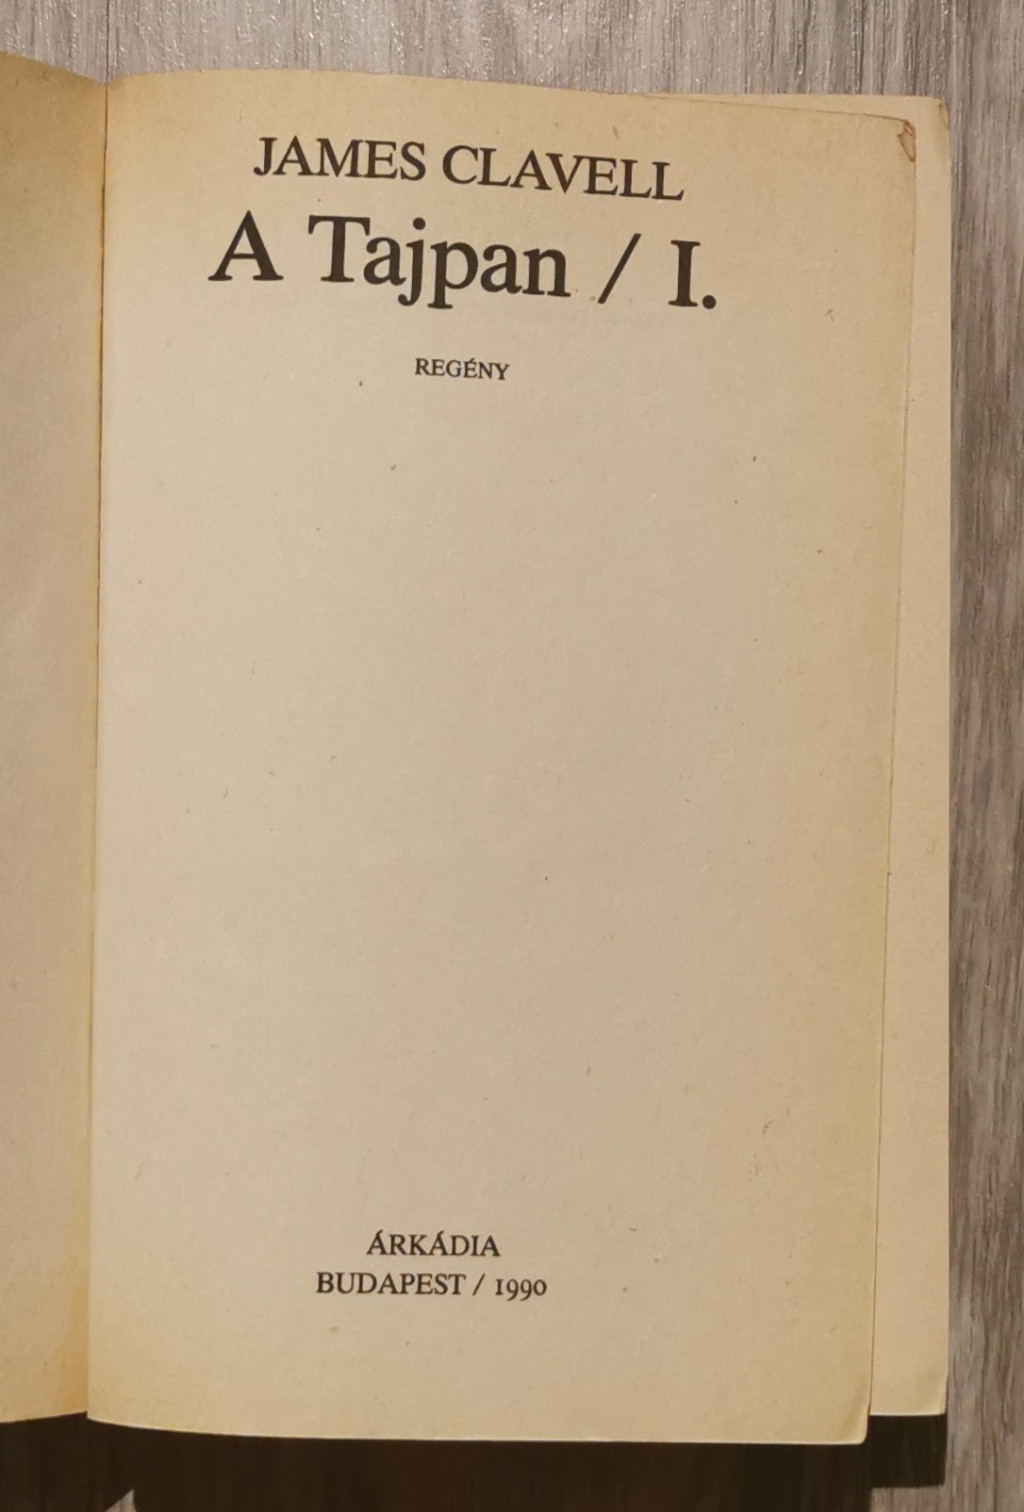 JAMES CLAVELL
A Tajpan / I.
REGÉNY
ÁRKÁDIA
BUDAPEST / 1990